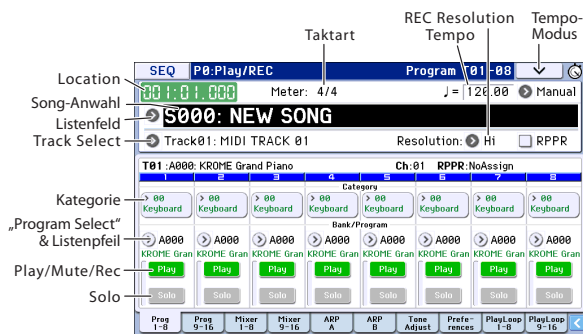 REC Resolution
Tempo-
Taktart
Tempo
Modus
SEQ P0:Play/REC Program T01-08
Location
001:01.000 Meter: 4/4 ♩= 120.00 Manual
Song-Anwahl
S000: NEW SONG
Listenfeld
Track Select
Track01: MIDI TRACK 01 Resolution: Hi RPPR
T01 :A000: KROME Grand Piano Ch:01 RPPR:NoAssign
1 2 3 4 5 6 7 8
Category
Kategorie
00 00 00 00 00 00 00 00
Keyboard Keyboard Keyboard Keyboard Keyboard Keyboard Keyboard Keyboard
Bank/Program
„Program Select“
& Listenpfeil
A000 A000 A000 A000 A000 A000 A000 A000
KROME Gran KROME Gran KROME Gran KROME Gran KROME Gran KROME Gran KROME Gran KROME Gran
Play/Mute/Rec
Play Play Play Play Play Play Play Play
Solo
Solo Solo Solo Solo Solo Solo Solo Solo
Prog Prog Mixer Mixer ARP ARP Tone Prefe- PlayLoop PlayLoop
1-8 9-16 1-8 9-16 A B Adjust rences 1-8 9-16